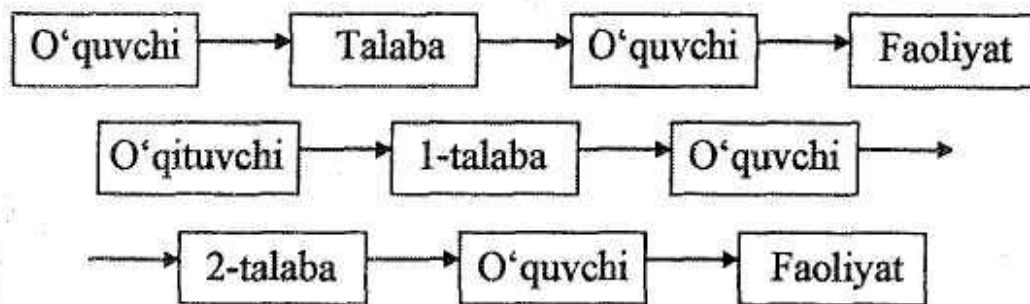 O‘quvchi Talaba O‘quvchi Faoliyat
O‘qituvchi 1-talaba O‘quvchi
2-talaba O‘quvchi Faoliyat